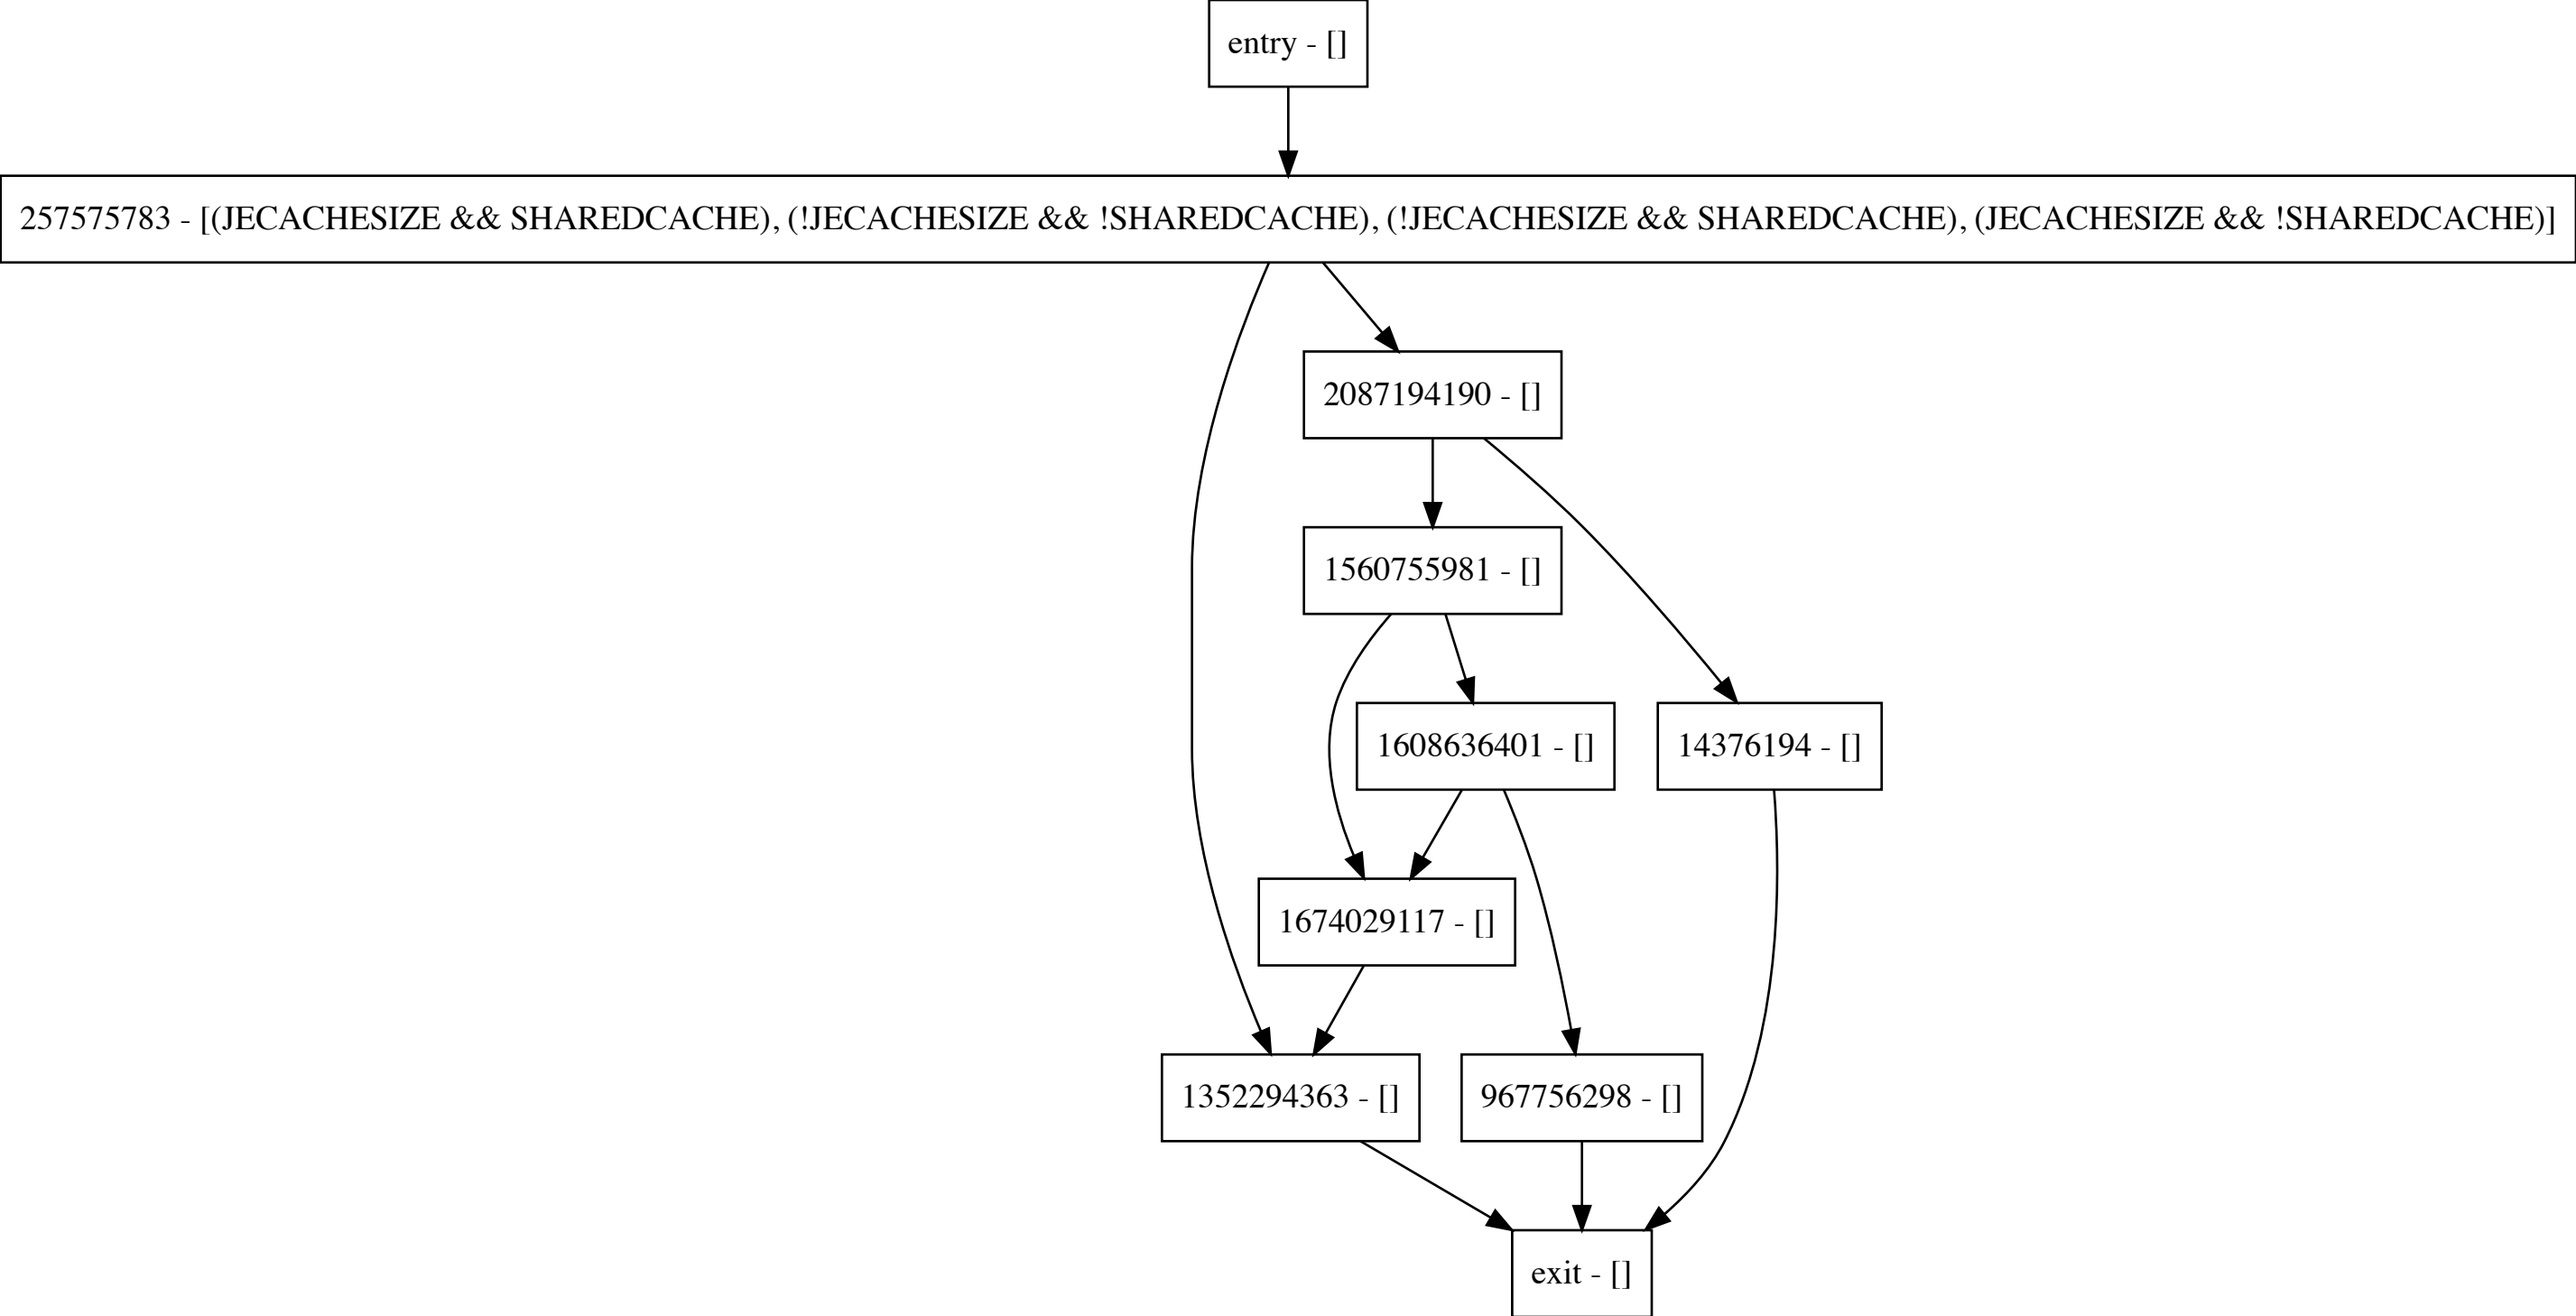 entry - []
257575783 - [(JECACHESIZE && SHAREDCACHE), (!JECACHESIZE && !SHAREDCACHE), (!JECACHESIZE && SHAREDCACHE), (JECACHESIZE && !SHAREDCACHE)]
2087194190 - []
1560755981 - []
1608636401 - []
14376194 - []
1674029117 - []
1352294363 - []
967756298 - []
exit - []